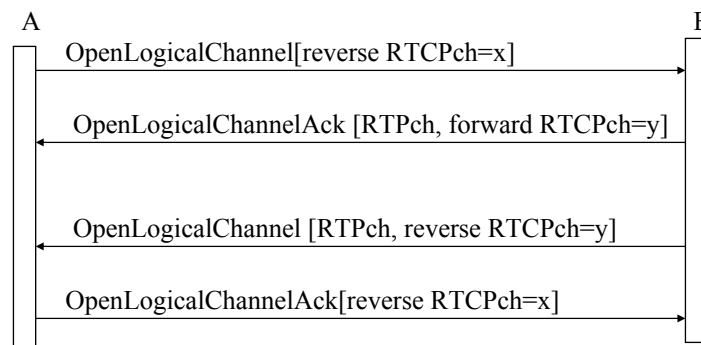 A
OpenLogicalChannel[reverse RTCPch=x]
OpenLogicalChannelAck [RTPch, forward RTCPch=y]
OpenLogicalChannel [RTPch, reverse RTCPch=y]
OpenLogicalChannelAck[reverse RTCPch=x]